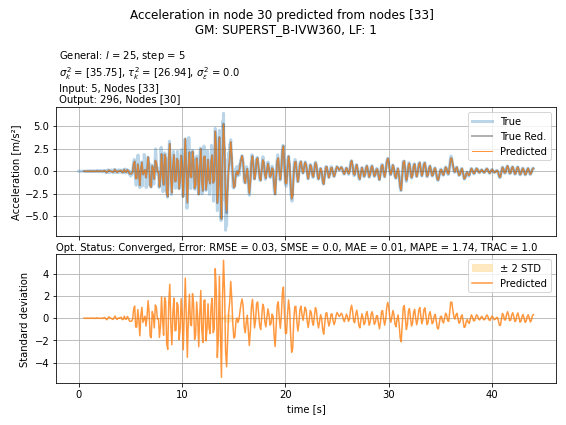 Acceleration in node 30 predicted from nodes [33]
GM: SUPERST_B-IVW360, LF: 1
General: l = 25, step = 5
σ²ₖ = [35.75], τ²ₖ = [26.94], σ²ε = 0.0
Input: 5, Nodes [33]
Output: 296, Nodes [30]
Acceleration [m/s²]
5.0
2.5
0.0
−2.5
−5.0
True
True Red.
Predicted
Opt. Status: Converged, Error: RMSE = 0.03, SMSE = 0.0, MAE = 0.01, MAPE = 1.74, TRAC = 1.0
Standard deviation
4
2
0
−2
−4
± 2 STD
Predicted
0
10
20
30
40
time [s]